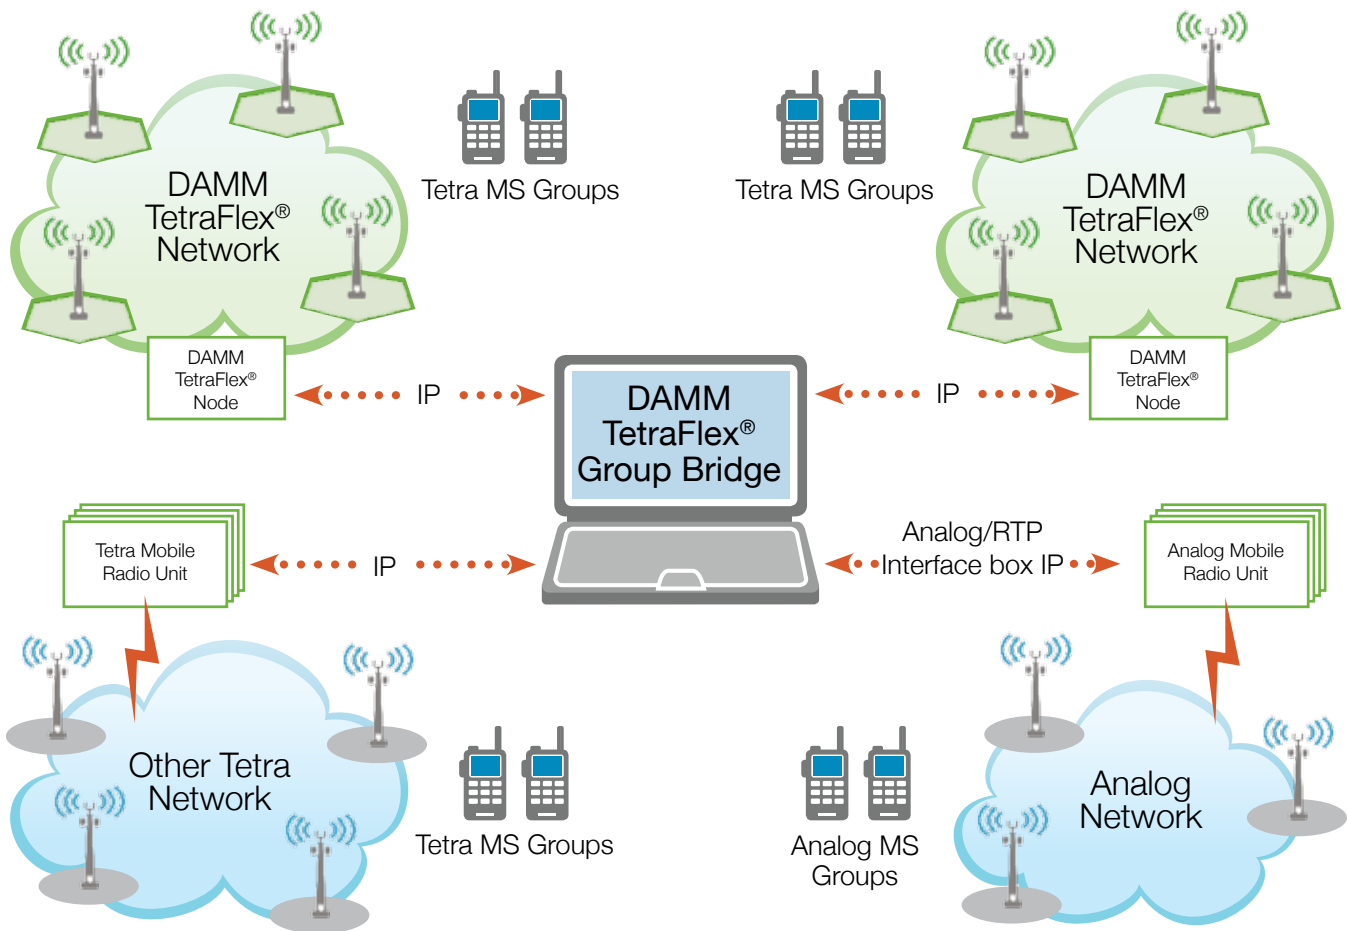 DAMM
TetraFlex®
Network
Tetra MS Groups
Tetra MS Groups
DAMM
TetraFlex®
Network
DAMM
TetraFlex®
Node
IP
DAMM
TetraFlex®
Group Bridge
IP
DAMM
TetraFlex®
Node
Tetra Mobile
Radio Unit
IP
Analog/RTP
Interface box IP
Analog Mobile
Radio Unit
Other Tetra
Network
Tetra MS Groups
Analog MS
Groups
Analog
Network